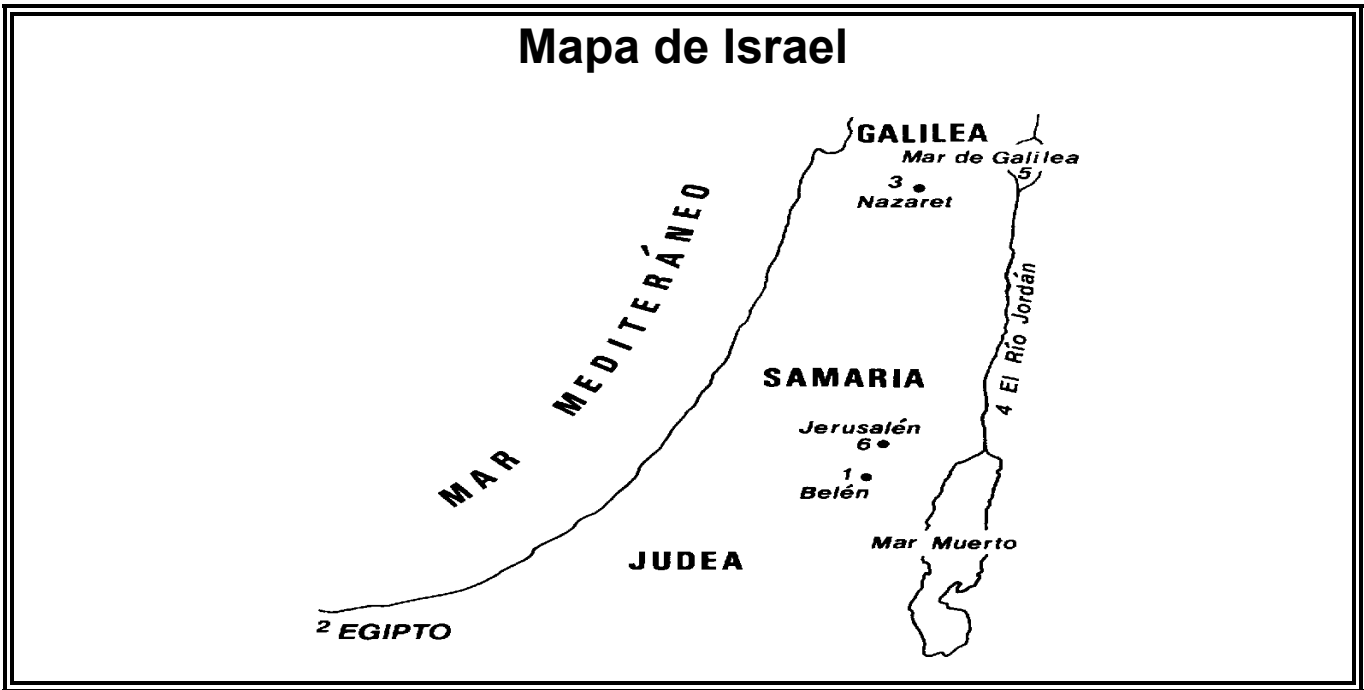 Mapa de Israel
GALILEA
Mar de Galilea
5
3
Nazaret
MAR MEDITERÁNEO
4 El Río Jordán
SAMARIA
Jerusalén
6
1
Belén
Mar Muerto
JUDEA
2 EGIPTO